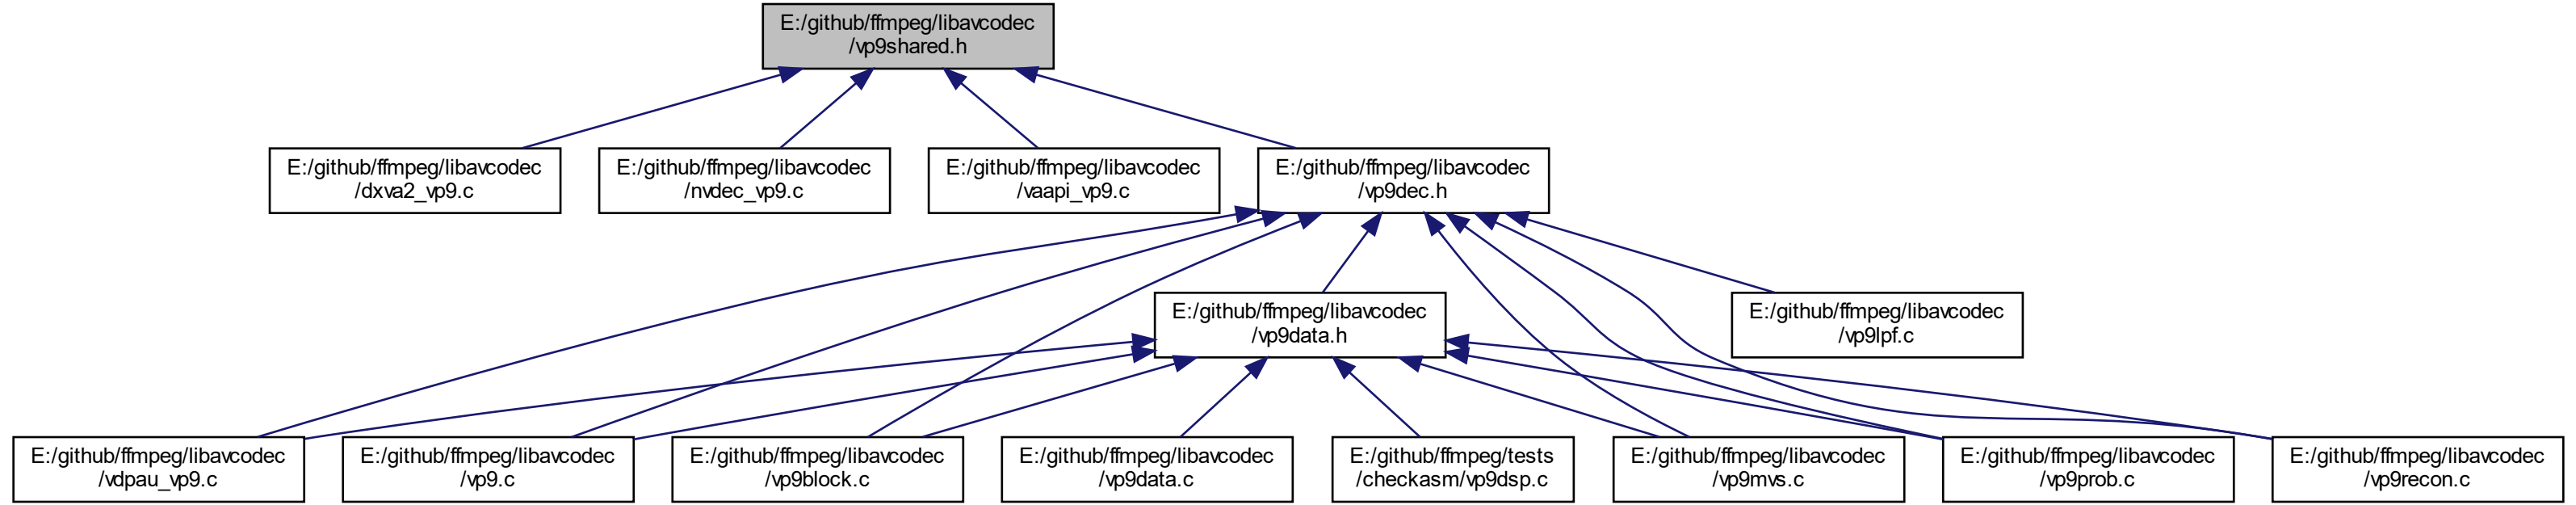 E:/github/ffmpeg/libavcodec
/vp9shared.h
E:/github/ffmpeg/libavcodec
/dxva2_vp9.c
E:/github/ffmpeg/libavcodec
/nvdec_vp9.c
E:/github/ffmpeg/libavcodec
/vaapi_vp9.c
E:/github/ffmpeg/libavcodec
/vp9dec.h
E:/github/ffmpeg/libavcodec
/vp9data.h
E:/github/ffmpeg/libavcodec
/vp9lpf.c
E:/github/ffmpeg/libavcodec
/vdpau_vp9.c
E:/github/ffmpeg/libavcodec
/vp9.c
E:/github/ffmpeg/libavcodec
/vp9block.c
E:/github/ffmpeg/libavcodec
/vp9data.c
E:/github/ffmpeg/tests
/checkasm/vp9dsp.c
E:/github/ffmpeg/libavcodec
/vp9mvs.c
E:/github/ffmpeg/libavcodec
/vp9prob.c
E:/github/ffmpeg/libavcodec
/vp9recon.c